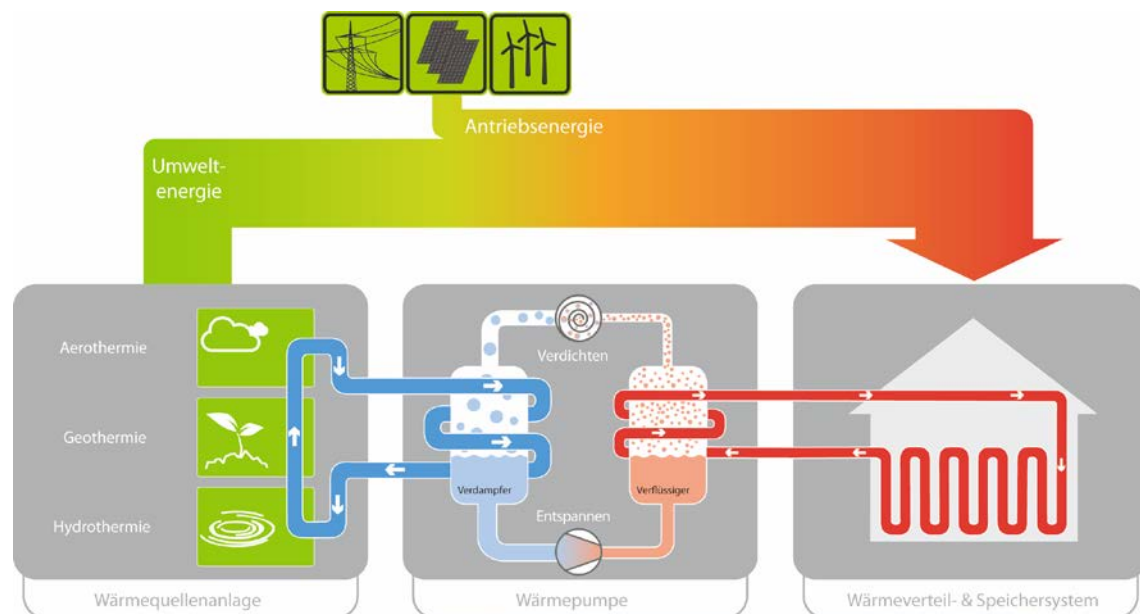 Antriebsenergie
Umwelt-
energie
Aerothermie
Geothermie
Hydrothermie
Verdichten
Verdampfer
Verflüssiger
Entspannen
Wärmequellenanlage
Wärmepumpe
Wärmeverteil- & Speichersystem